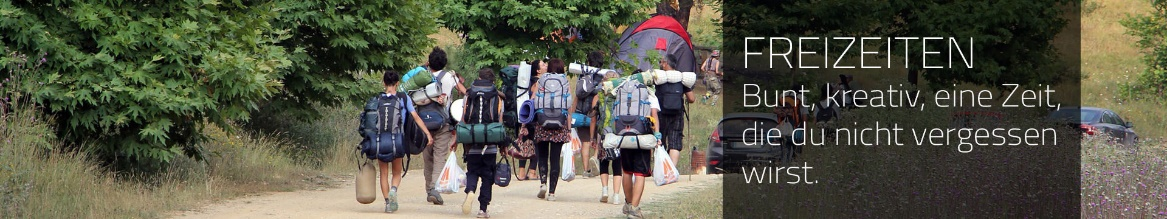 FREIZEITEN
Bunt, kreativ, eine Zeit,
die du nicht vergessen
wirst.